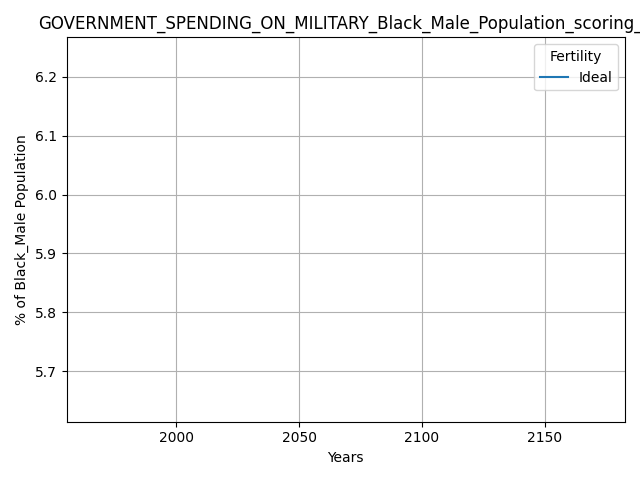 GOVERNMENT_SPENDING_ON_MILITARY_Black_Male_Population_scoring_
Fertility
Ideal
6.2
6.1
6.0
5.9
5.8
5.7
% of Black_Male Population
2000 2050 2100 2150
Years